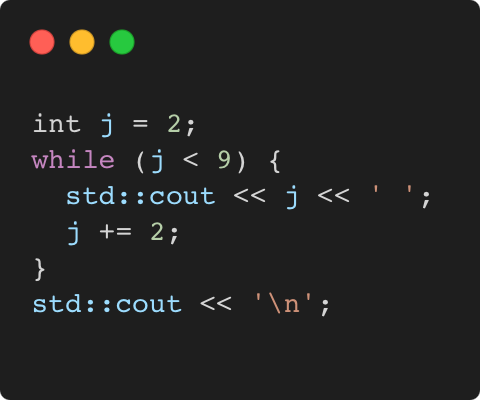 int j = 2;
while (j < 9) {
  std::cout << j << ' ';
  j += 2;
}
std::cout << '\n';